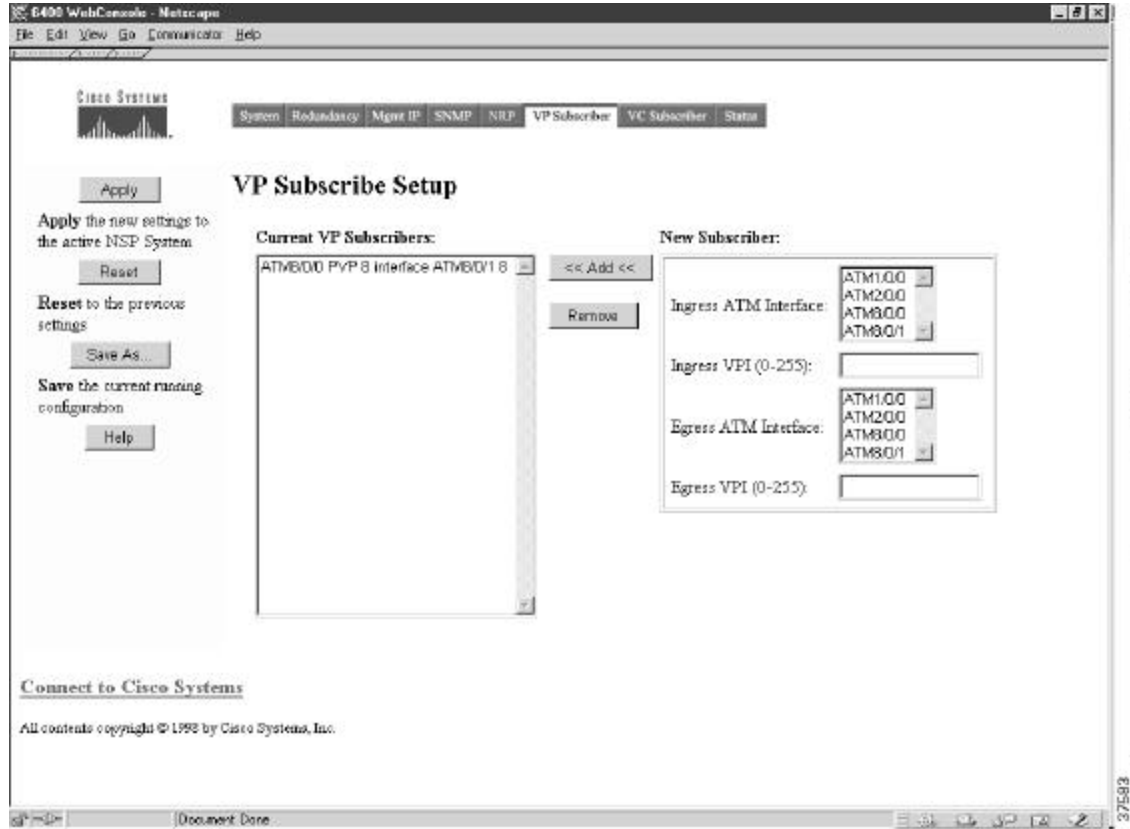 6400 WebConsole - Netscape
File Edit View Go Communicator Help
CISCO SYSTEMS
System Redundancy Mgmt IP SNMP NRP VP Subscriber VC Subscriber Status
VP Subscribe Setup
Apply
Apply the new settings to
the active NSP System
Reset
Reset to the previous
settings
Save As...
Save the current running
configuration
Help
Current VP Subscribers:
ATM8/0/0 PVP 8 interface ATM8/0/1 8
<< Add <<
Remove
New Subscriber:
Ingress ATM Interface:
ATM1/0/0
ATM2/0/0
ATM8/0/0
ATM8/0/1
Ingress VPI (0-255):
Egress ATM Interface:
ATM1/0/0
ATM2/0/0
ATM8/0/0
ATM8/0/1
Egress VPI (0-255):
Connect to Cisco Systems
All contents copyright © 1998 by Cisco Systems, Inc.
Document Done
37583